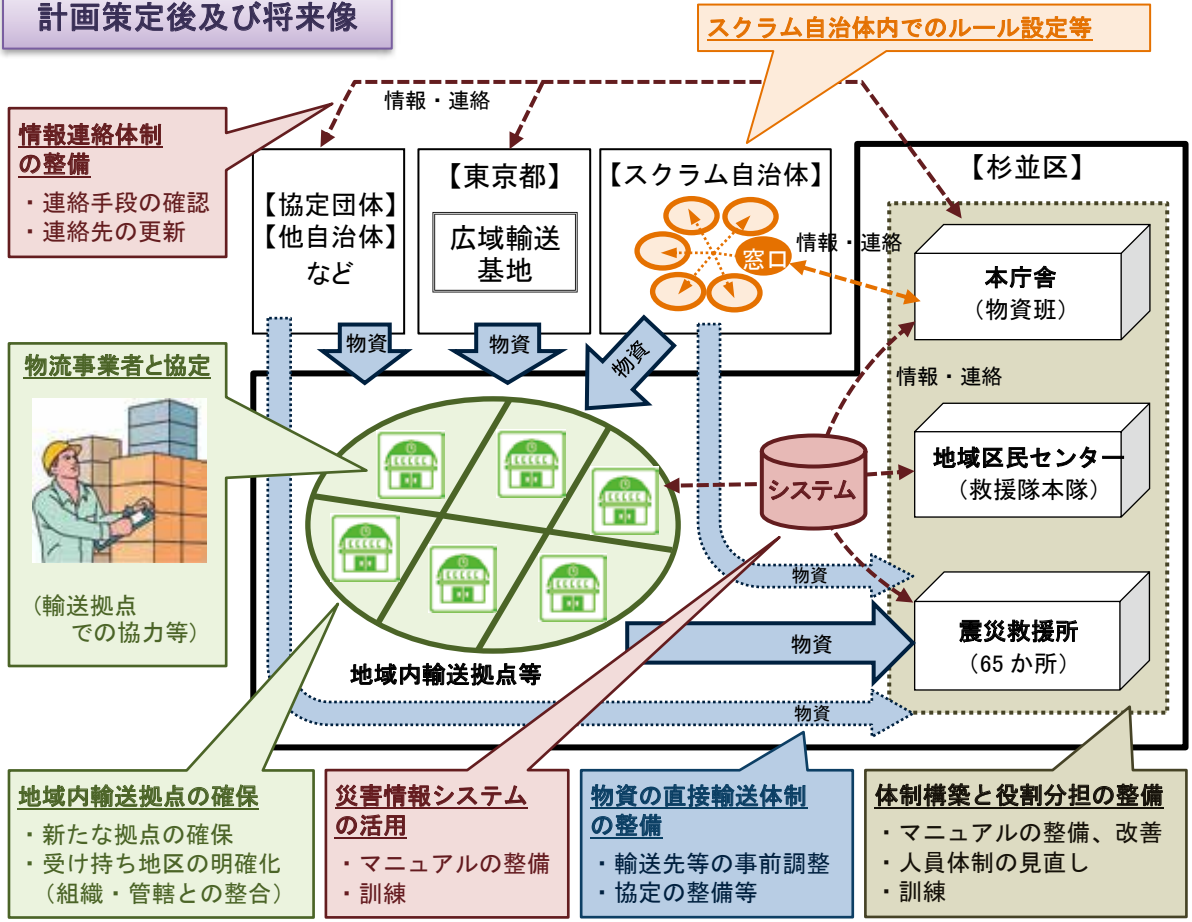 計画策定後及び将来像
スクラム自治体内でのルール設定等
情報・連絡
情報連絡体制
の整備
・連絡手段の確認
・連絡先の更新
【協定団体】
【他自治体】
など
【東京都】
広域輸送
基地
【スクラム自治体】
窓口
情報・連絡
【杉並区】
本庁舎
（物資班）
物資
物資
物資
情報・連絡
物流事業者と協定
（輸送拠点
での協力等）
システム
地域区民センター
（救援隊本隊）
物資
震災救援所
（65か所）
物資
地域内輸送拠点等
物資
地域内輸送拠点の確保
・新たな拠点の確保
・受け持ち地区の明確化
（組織・管轄との整合）
災害情報システム
の活用
・マニュアルの整備
・訓練
物資の直接輸送体制
の整備
・輸送先等の事前調整
・協定の整備等
体制構築と役割分担の整備
・マニュアルの整備、改善
・人員体制の見直し
・訓練